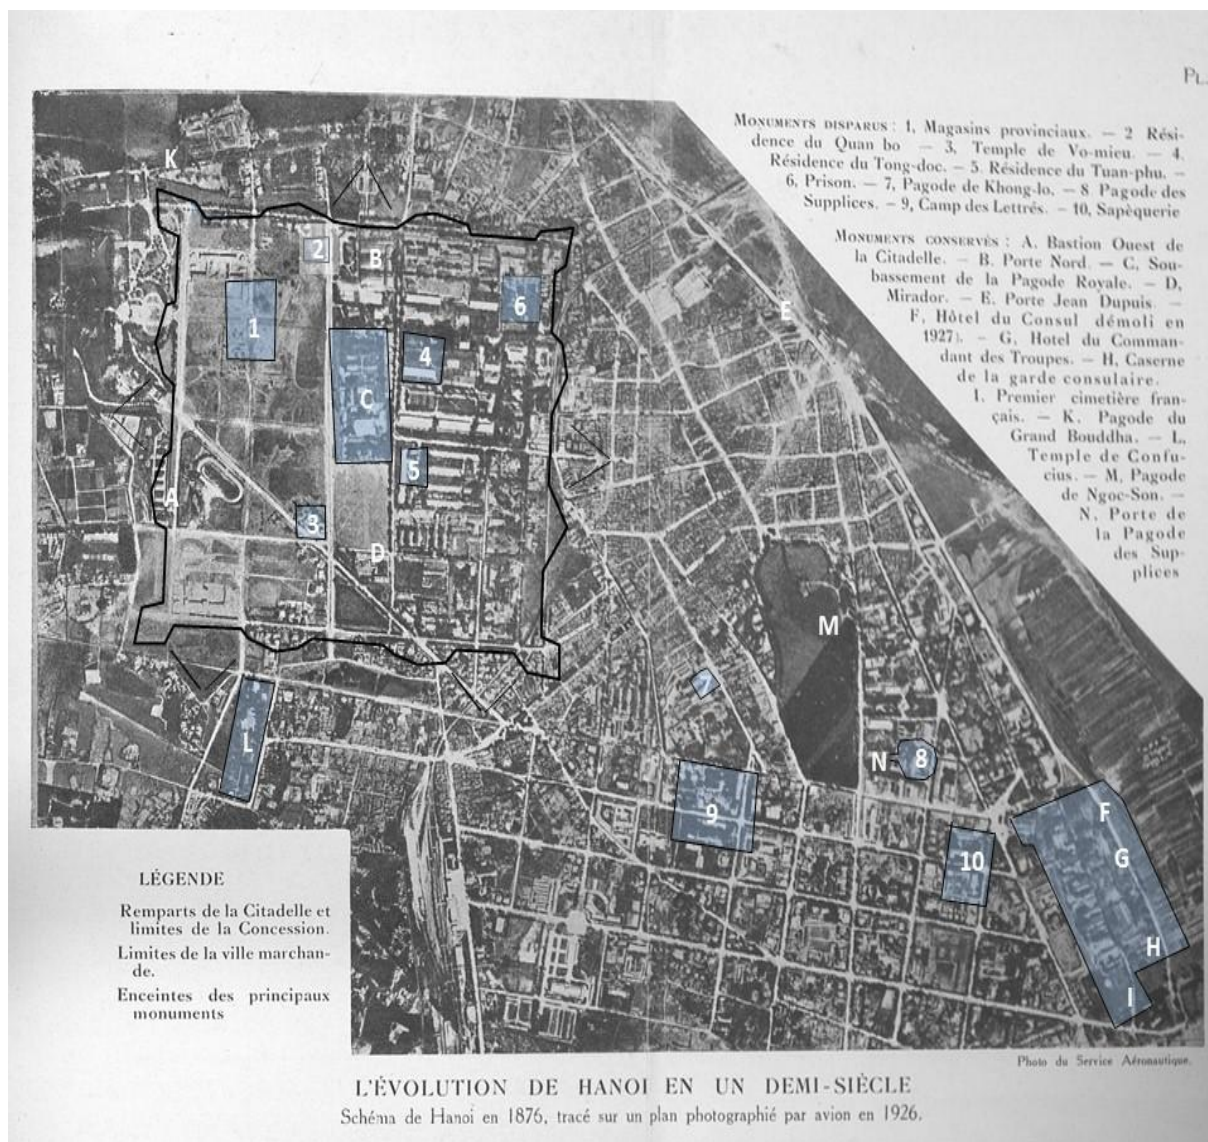 PL.
MONUMENTS DISPARUS : 1, Magasins provinciaux. — 2 Rési-
dence du Quan bo — 3, Temple de Vo-mieu. — 4.
Résidence du Tong-doc. — 5. Résidence du Tuan-phu. —
6, Prison. — 7, Pagode de Khong-lo. — 8 Pagode des
Supplices. — 9, Camp des Lettrés. — 10, Sapèquerie
MONUMENTS CONSERVÉS : A. Bastion Ouest de
la Citadelle. — B. Porte Nord. — C, Sou-
bassement de la Pagode Royale. — D,
Mirador. — E. Porte Jean Dupuis. —
F, Hôtel du Consul démoli en
1927). — G, Hotel du Comman-
dant des Troupes. — H, Caserne
de la garde consulaire.
I, Premier cimetière fran-
çais. — K. Pagode du
Grand Bouddha. — L,
Temple de Confu-
cius. — M, Pagode
de Ngoc-Son. —
N, Porte de
la Pagode
des Sup-
plices
K
2
B
1
6
E
4
C
5
A
3
D
M
7
L
N
8
9
F
10
G
H
I
LÉGENDE
Remparts de la Citadelle et
limites de la Concession.
Limites de la ville marchan-
de.
Enceintes des principaux
monuments
Photo du Service Aéronautique.
L'ÉVOLUTION DE HANOI EN UN DEMI-SIÈCLE
Schéma de Hanoi en 1876, tracé sur un plan photographié par avion en 1926.